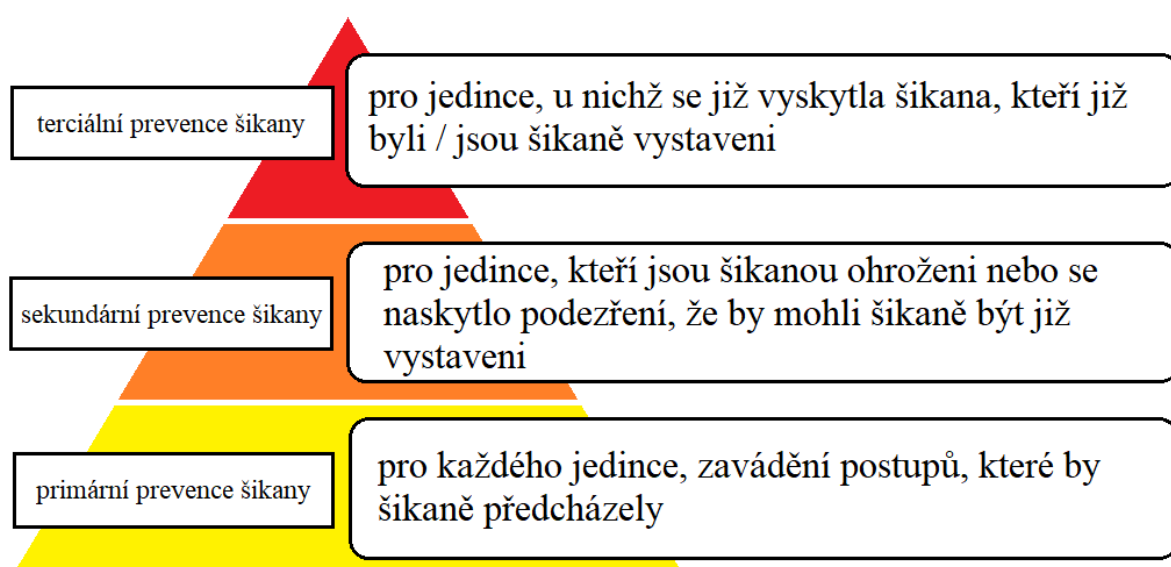 terciální prevence šikany
pro jedince, u nichž se již vyskytla šikana, kteří již
byli / jsou šikaně vystaveni
sekundární prevence šikany
pro jedince, kteří jsou šikanou ohroženi nebo se
naskytlo podezření, že by mohli šikaně být již
vystaveni
primární prevence šikany
pro každého jedince, zavádění postupů, které by
šikaně předcházely